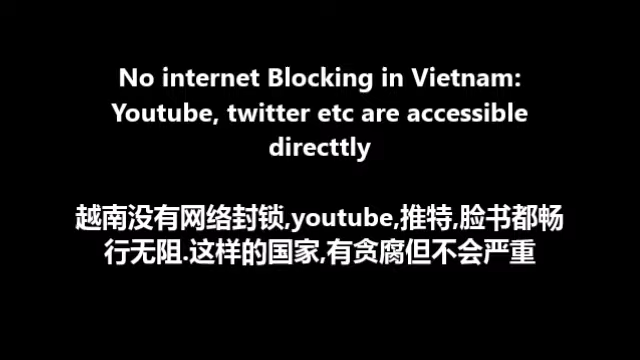 No internet Blocking in Vietnam:
Youtube, twitter etc are accessible
directtly
越南没有网络封锁,youtube,推特,脸书都畅
行无阻.这样的国家,有贪腐但不会严重